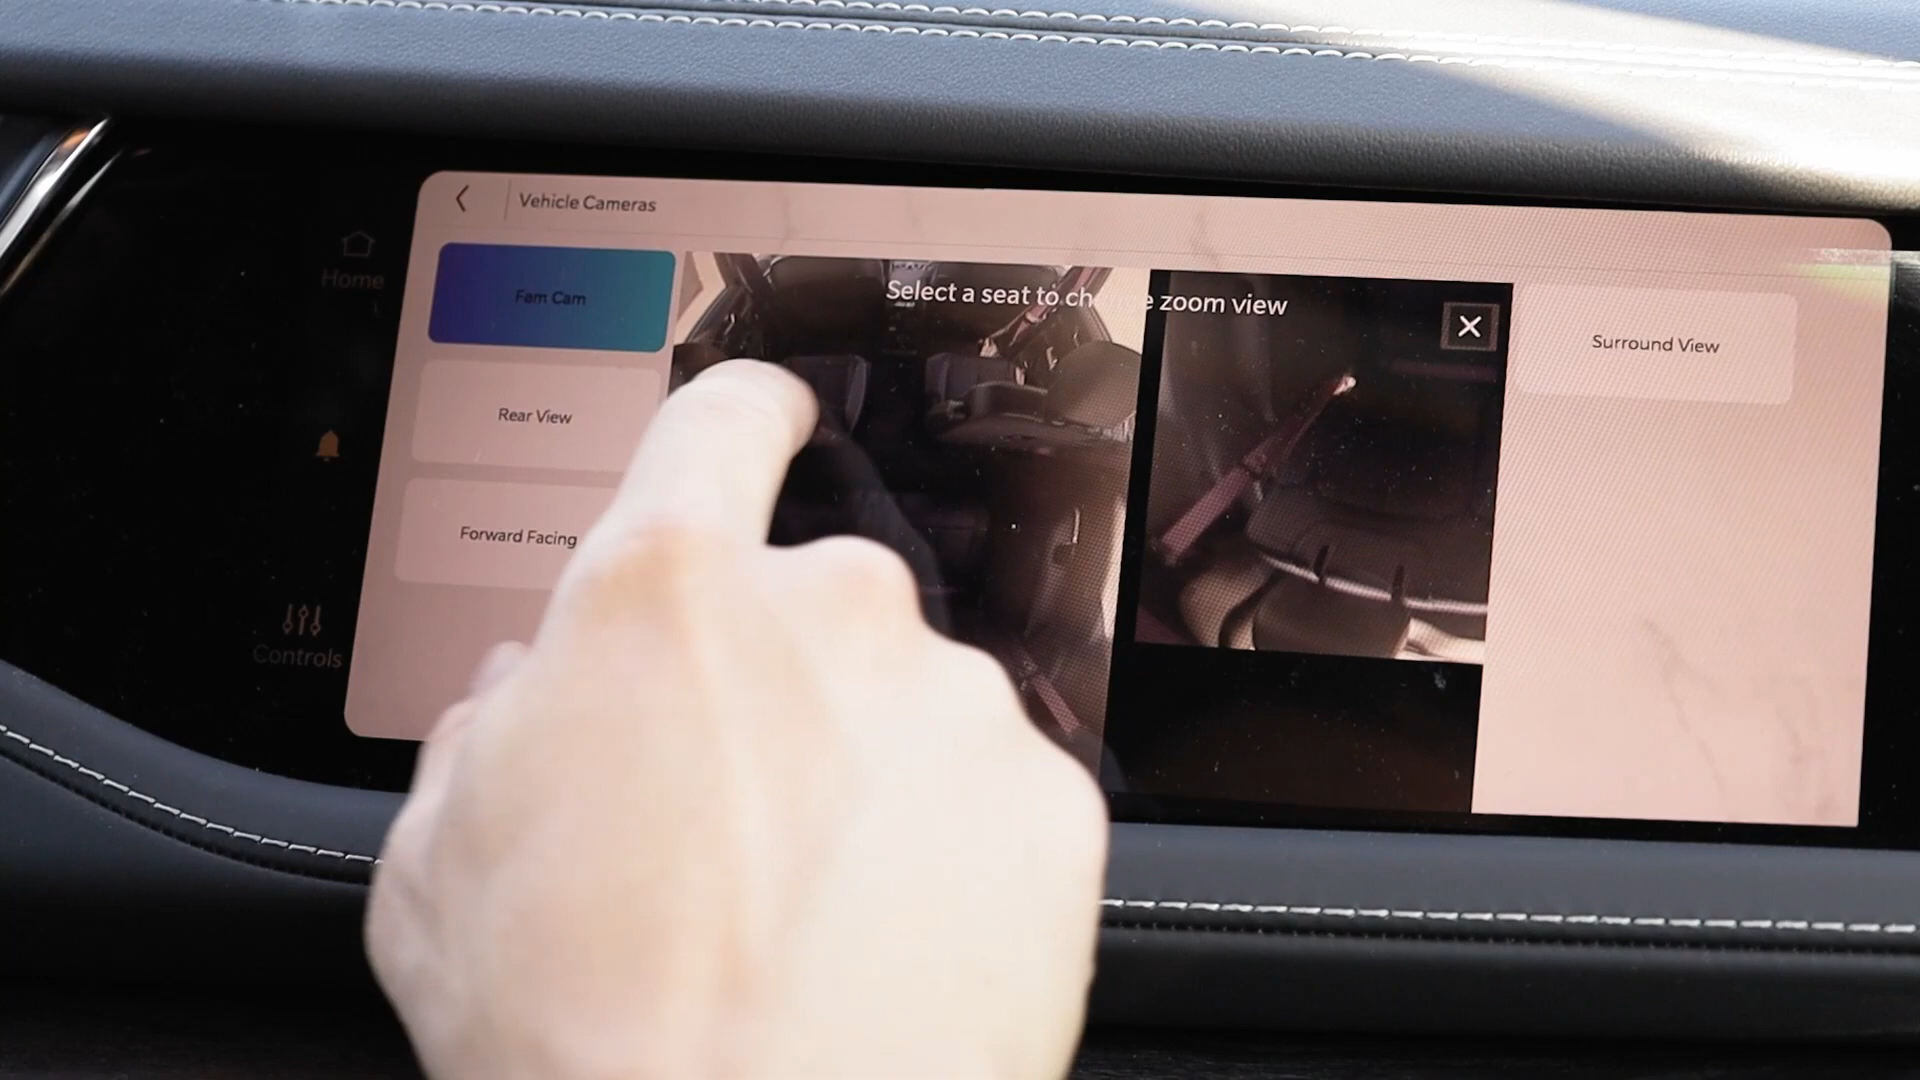 Vehicle Cameras
Home
Fam Cam
Select a seat to ch e zoom view
Surround View
Rear View
Forward Facing
Controls